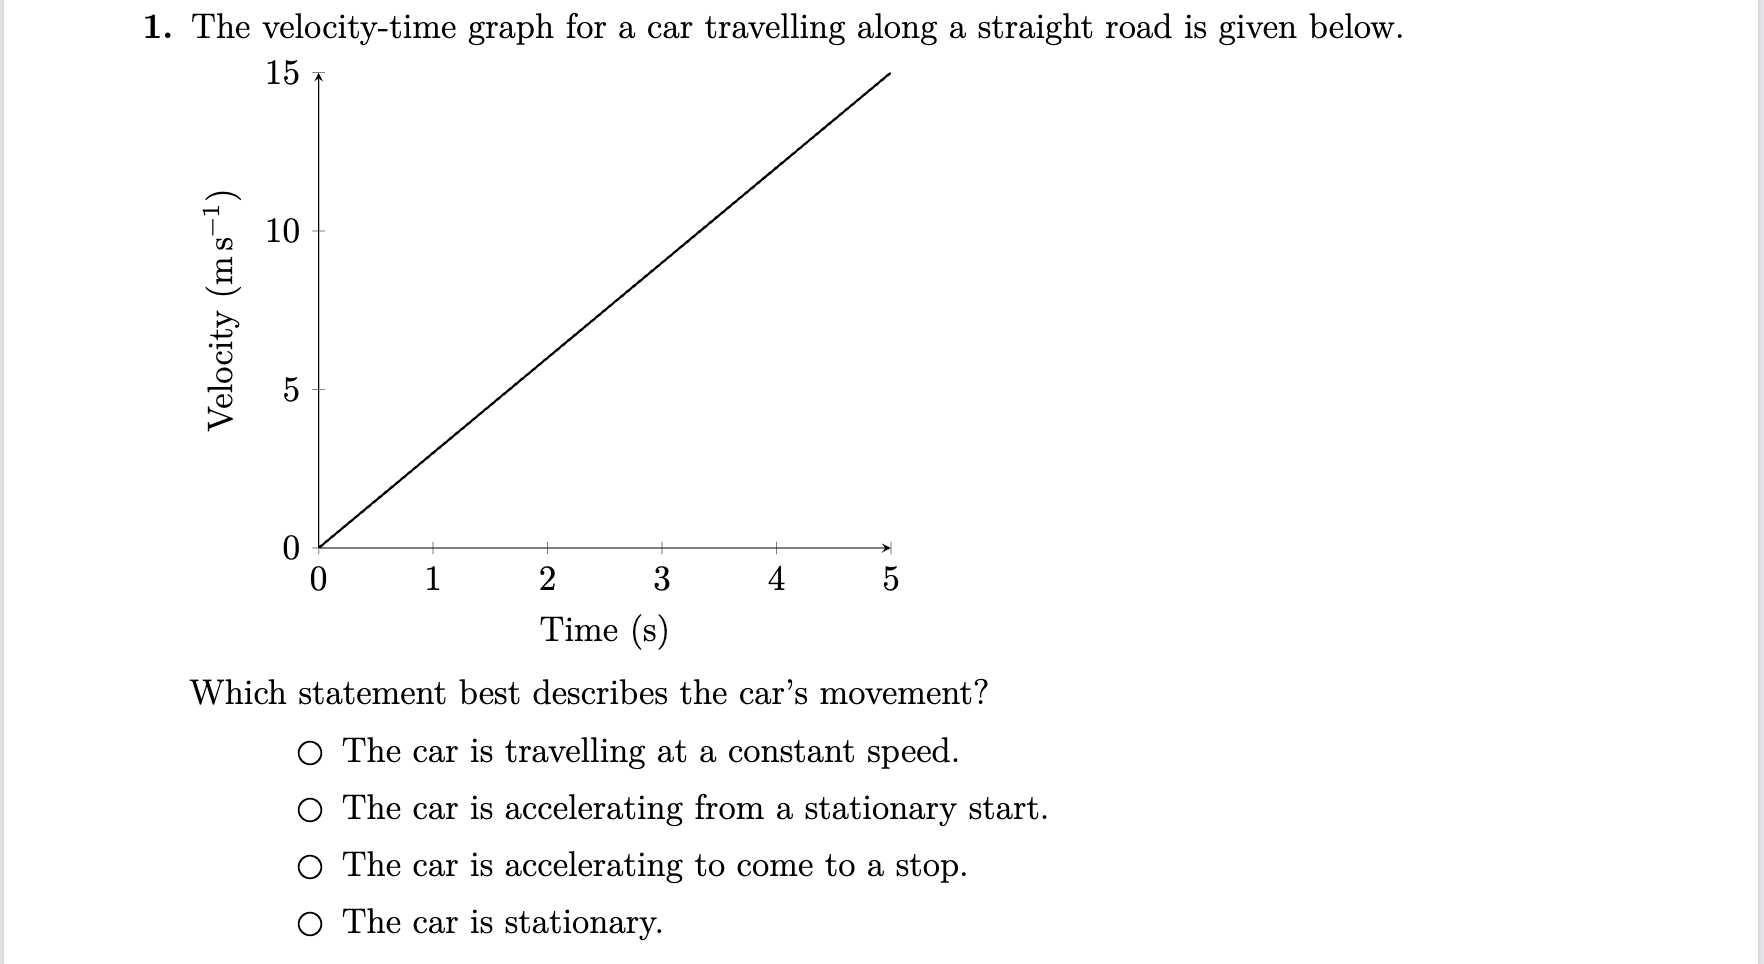 1. The velocity-time graph for a car travelling along a straight road is given below.
15
10
5
0
Velocity (m s⁻¹)
0 1 2 3 4 5
Time (s)
Which statement best describes the car's movement?
The car is travelling at a constant speed.
The car is accelerating from a stationary start.
The car is accelerating to come to a stop.
The car is stationary.